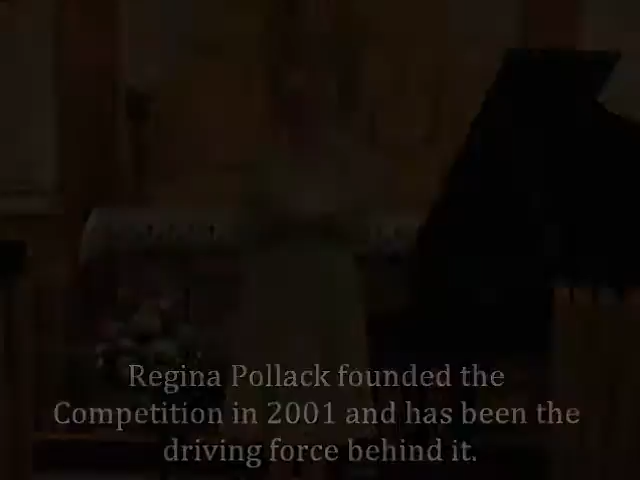 Regina Pollack founded the
Competition in 2001 and has been the
driving force behind it.